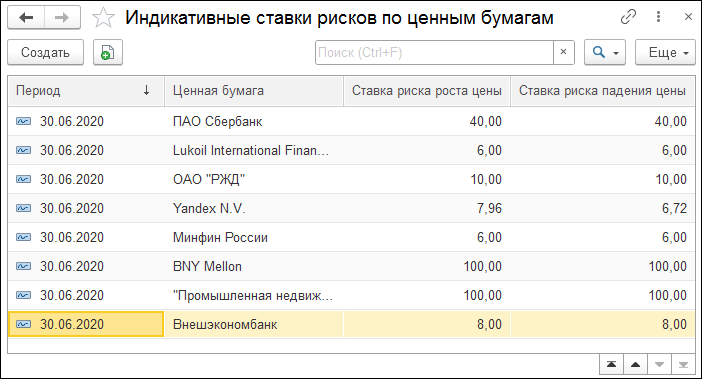 Индикативные ставки рисков по ценным бумагам
Создать Поиск (Ctrl+F) × Еще
Период ↓ Ценная бумага Ставка риска роста цены Ставка риска падения цены
30.06.2020 ПАО Сбербанк 40,00 40,00
30.06.2020 Lukoil International Finan... 6,00 6,00
30.06.2020 ОАО "РЖД" 10,00 10,00
30.06.2020 Yandex N.V. 7,96 6,72
30.06.2020 Минфин России 6,00 6,00
30.06.2020 BNY Mellon 100,00 100,00
30.06.2020 "Промышленная недвиж... 100,00 100,00
30.06.2020 Внешэкономбанк 8,00 8,00